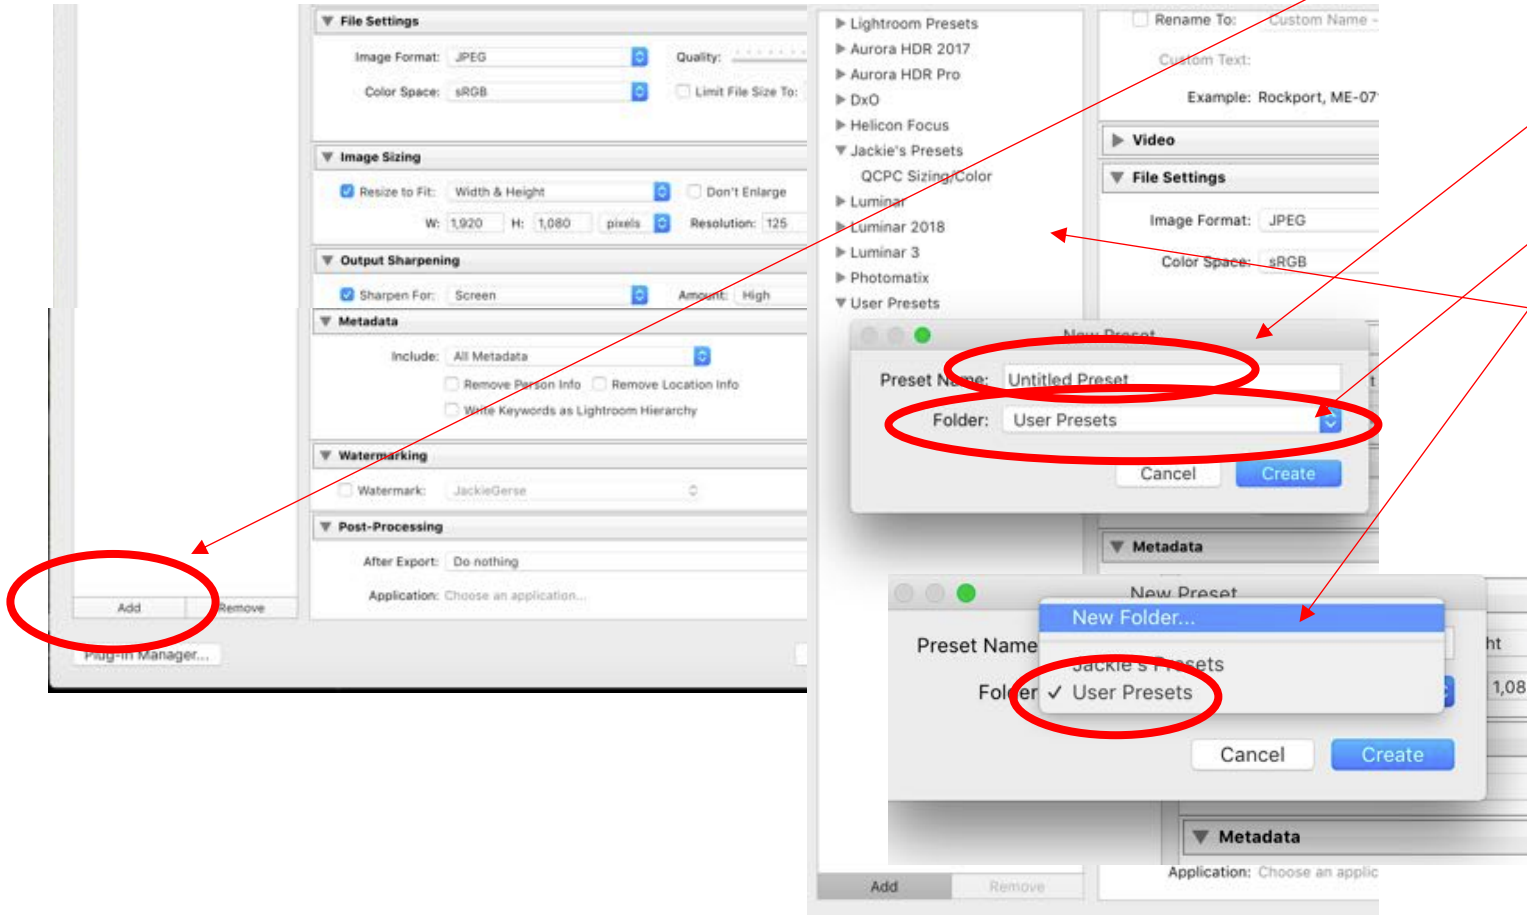 File Settings
Image Format: JPEG Quality:
Color Space: sRGB Limit File Size To:
Image Sizing
Resize to Fit: Width & Height Don't Enlarge
W: 1,920 H: 1,080 pixels Resolution: 125
Output Sharpening
Sharpen For: Screen Amount: High
Metadata
Include: All Metadata
Remove Person Info Remove Location Info
Write Keywords as Lightroom Hierarchy
Watermarking
Watermark: JackieGerse
Post-Processing
After Export: Do nothing
Application: Choose an application...
Add Remove
Plug-in Manager...
Lightroom Presets
Aurora HDR 2017
Aurora HDR Pro
DxO
Helicon Focus
Jackie's Presets
QCPC Sizing/Color
Luminar
Luminar 2018
Luminar 3
Photomatix
User Presets
Rename To: Custom Name -
Custom Text:
Example: Rockport, ME-07
Video
File Settings
Image Format: JPEG
Color Space: sRGB
New Preset
Preset Name: Untitled Preset
Folder: User Presets
Cancel Create
Metadata
New Preset
New Folder...
Preset Name
Jackie's Presets
Folder ✓ User Presets
ht
1,08
Cancel Create
Metadata
Application: Choose an applic
Add Remove